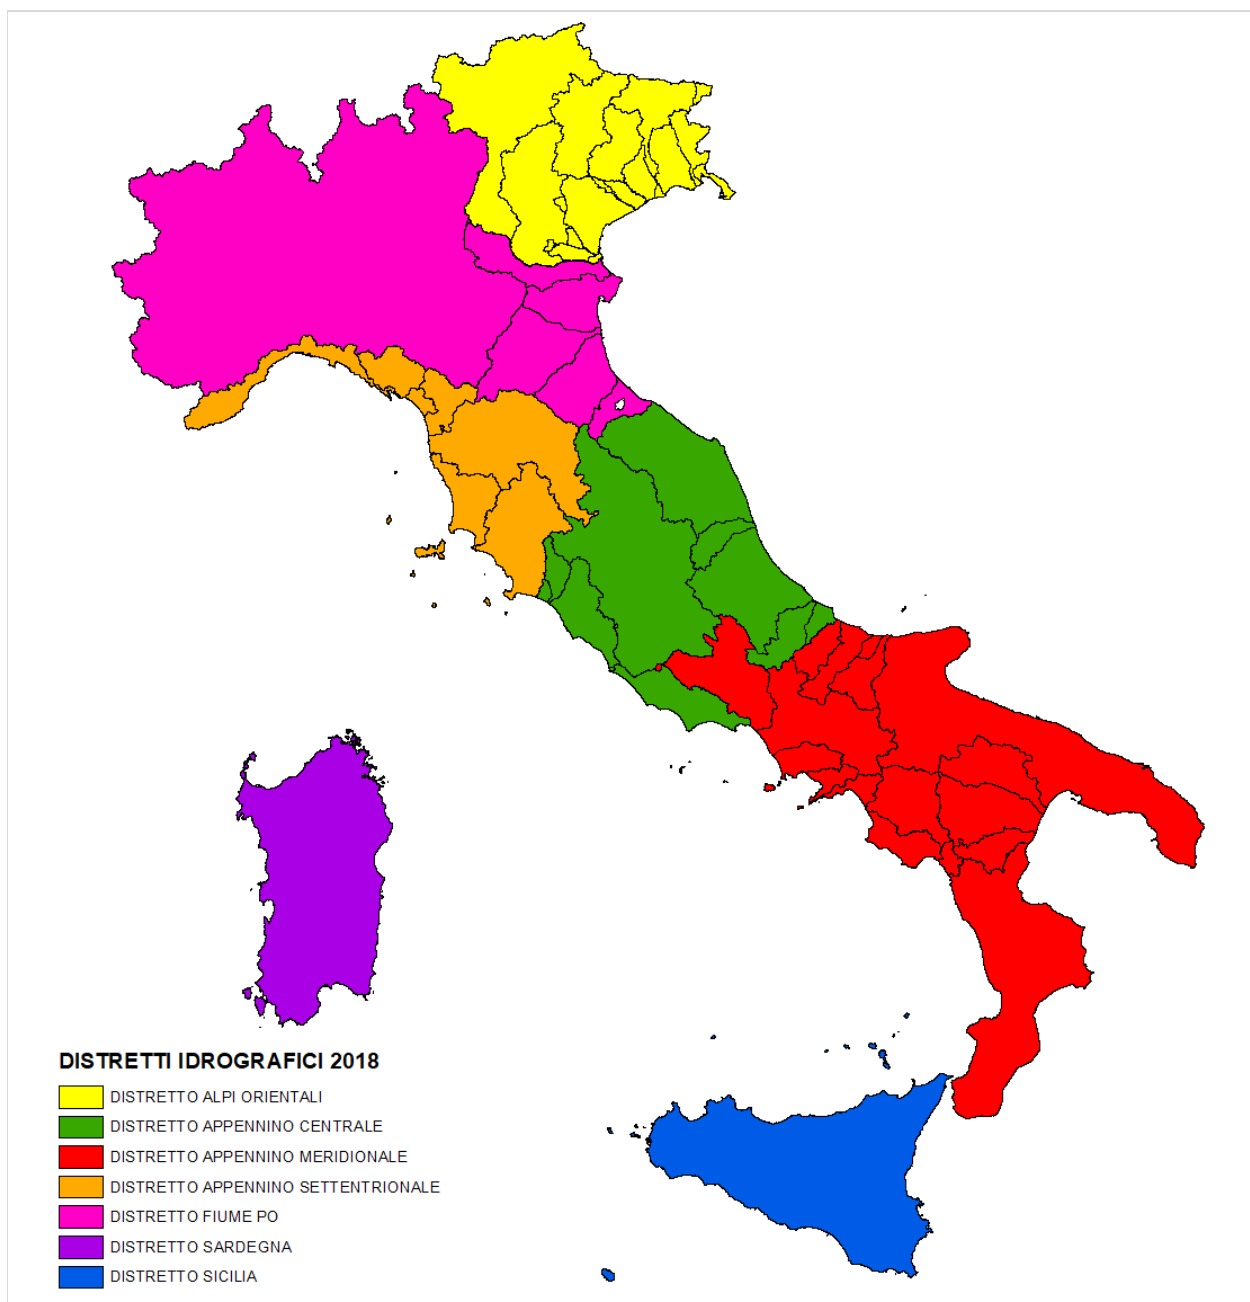 DISTRETTI IDROGRAFICI 2018
DISTRETTO ALPI ORIENTALI
DISTRETTO APPENNINO CENTRALE
DISTRETTO APPENNINO MERIDIONALE
DISTRETTO APPENNINO SETTENTRIONALE
DISTRETTO FIUME PO
DISTRETTO SARDEGNA
DISTRETTO SICILIA